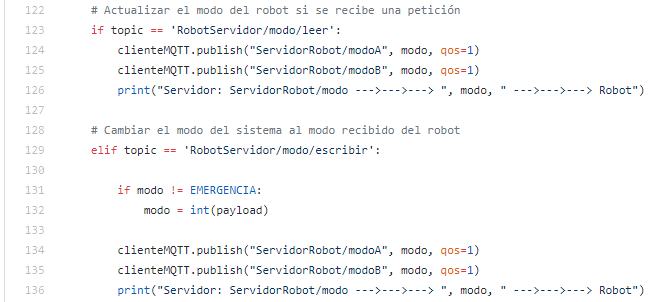 122 # Actualizar el modo del robot si se recibe una petición
123 if topic == 'RobotServidor/modo/leer':
124 clienteMQTT.publish("ServidorRobot/modoA", modo, qos=1)
125 clienteMQTT.publish("ServidorRobot/modoB", modo, qos=1)
126 print("Servidor: ServidorRobot/modo --->--->---> ", modo, " --->--->---> Robot")
127
128 # Cambiar el modo del sistema al modo recibido del robot
129 elif topic == 'RobotServidor/modo/escribir':
130
131 if modo != EMERGENCIA:
132 modo = int(payload)
133
134 clienteMQTT.publish("ServidorRobot/modoA", modo, qos=1)
135 clienteMQTT.publish("ServidorRobot/modoB", modo, qos=1)
136 print("Servidor: ServidorRobot/modo --->--->---> ", modo, " --->--->---> Robot")